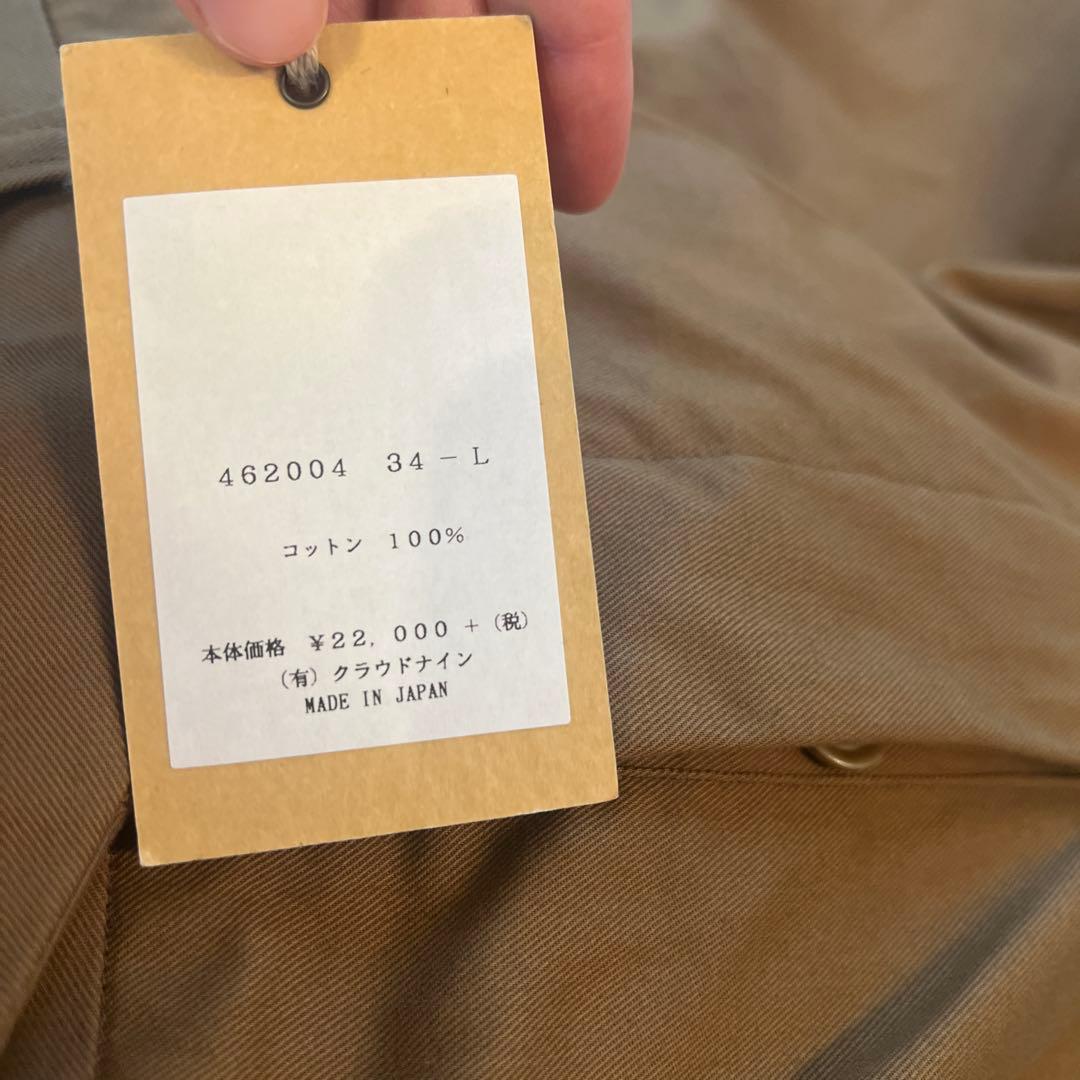 462004 34-L
コットン 100%
本体価格 ¥22,000+(税)
(有)クラウドナイン
MADE IN JAPAN